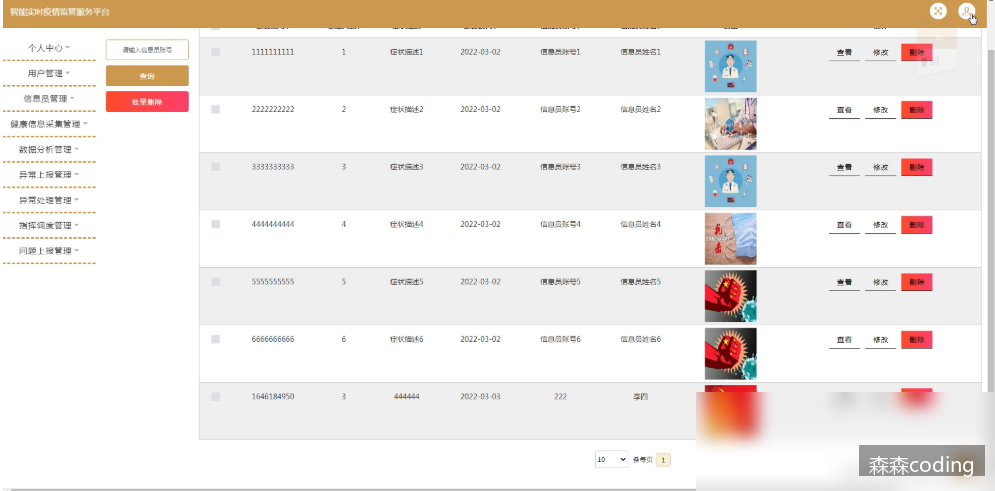 智能实时疫情监管服务平台
个人中心
用户管理
信息员管理
健康信息采集管理
数据分析管理
异常上报管理
异常处理管理
指挥调度管理
问题上报管理
请输入信息员账号
查询
批量删除
1111111111 1 症状描述1 2022-03-02 信息员账号1 信息员姓名1 查看 修改 删除
2222222222 2 症状描述2 2022-03-02 信息员账号2 信息员姓名2 查看 修改 删除
3333333333 3 症状描述3 2022-03-02 信息员账号3 信息员姓名3 查看 修改 删除
4444444444 4 症状描述4 2022-03-02 信息员账号4 信息员姓名4 查看 修改 删除
5555555555 5 症状描述5 2022-03-02 信息员账号5 信息员姓名5 查看 修改 删除
6666666666 6 症状描述6 2022-03-02 信息员账号6 信息员姓名6 查看 修改 删除
1646184950 3 444444 2022-03-03 222 李四
10 条每页 1
森森coding